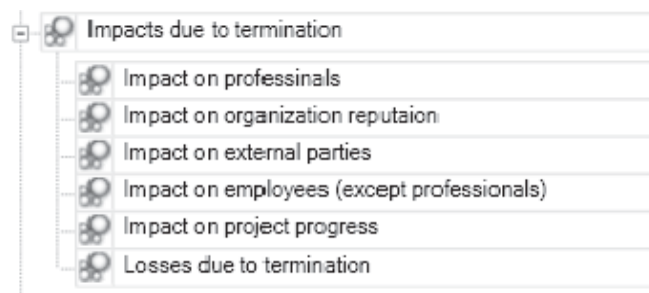 Impacts due to termination
Impact on professinals
Impact on organization reputaion
Impact on external parties
Impact on employees (except professionals)
Impact on project progress
Losses due to termination